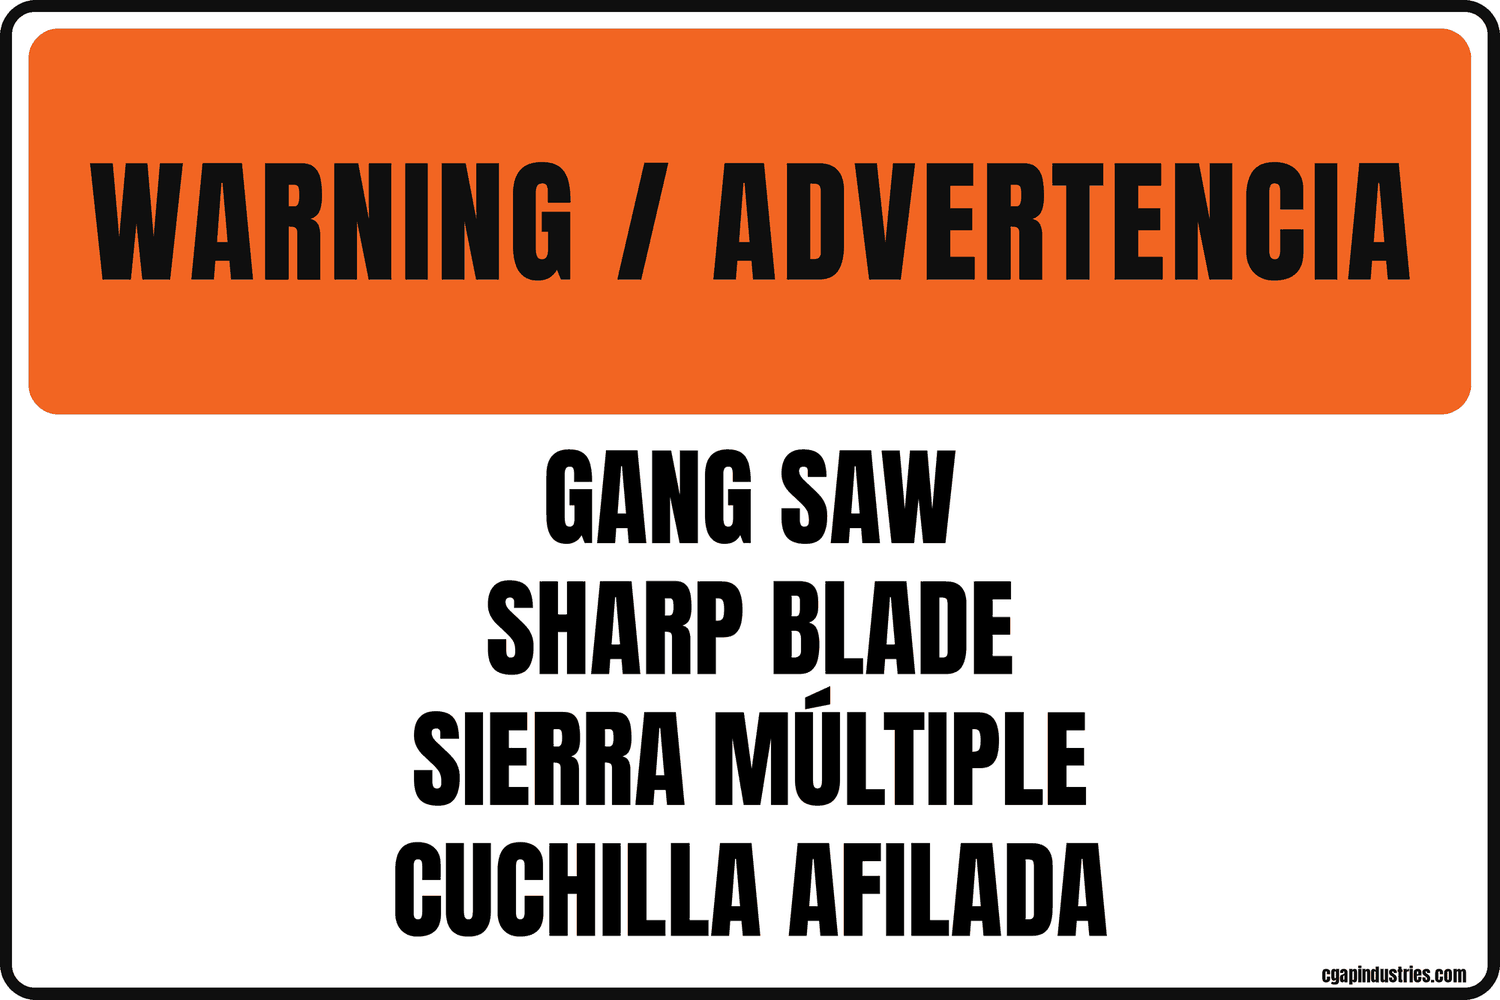 WARNING / ADVERTENCIA
GANG SAW
SHARP BLADE
SIERRA MÚLTIPLE
CUCHILLA AFILADA
cgapindustries.com